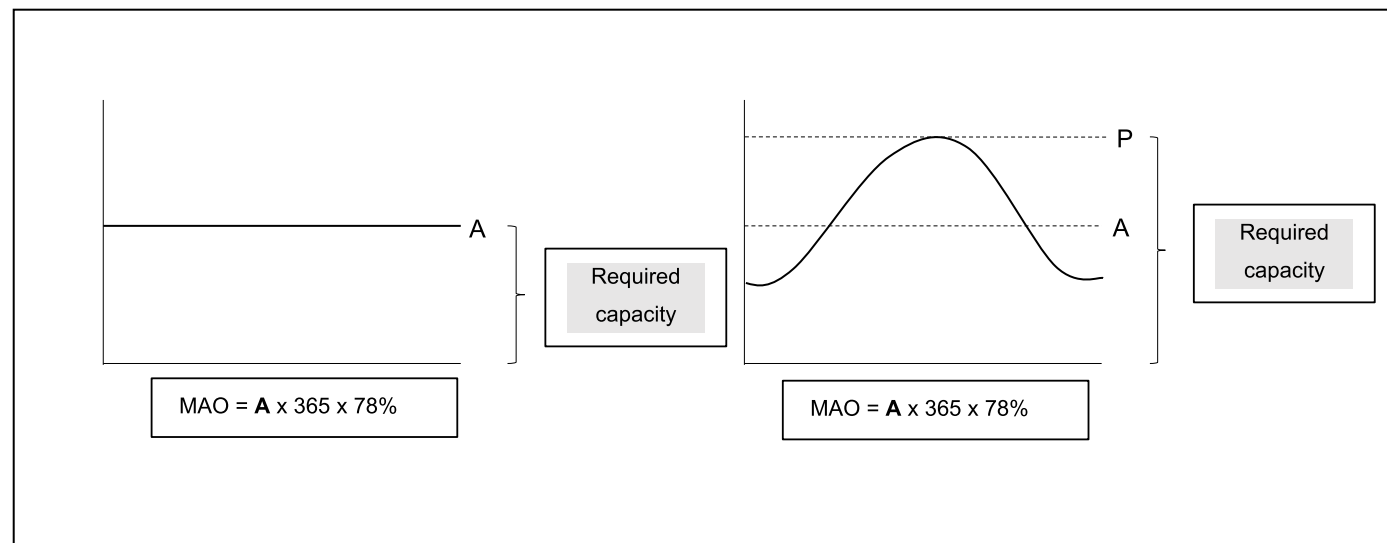 A
Required
capacity
MAO = A x 365 x 78%
P
A
Required
capacity
MAO = A x 365 x 78%